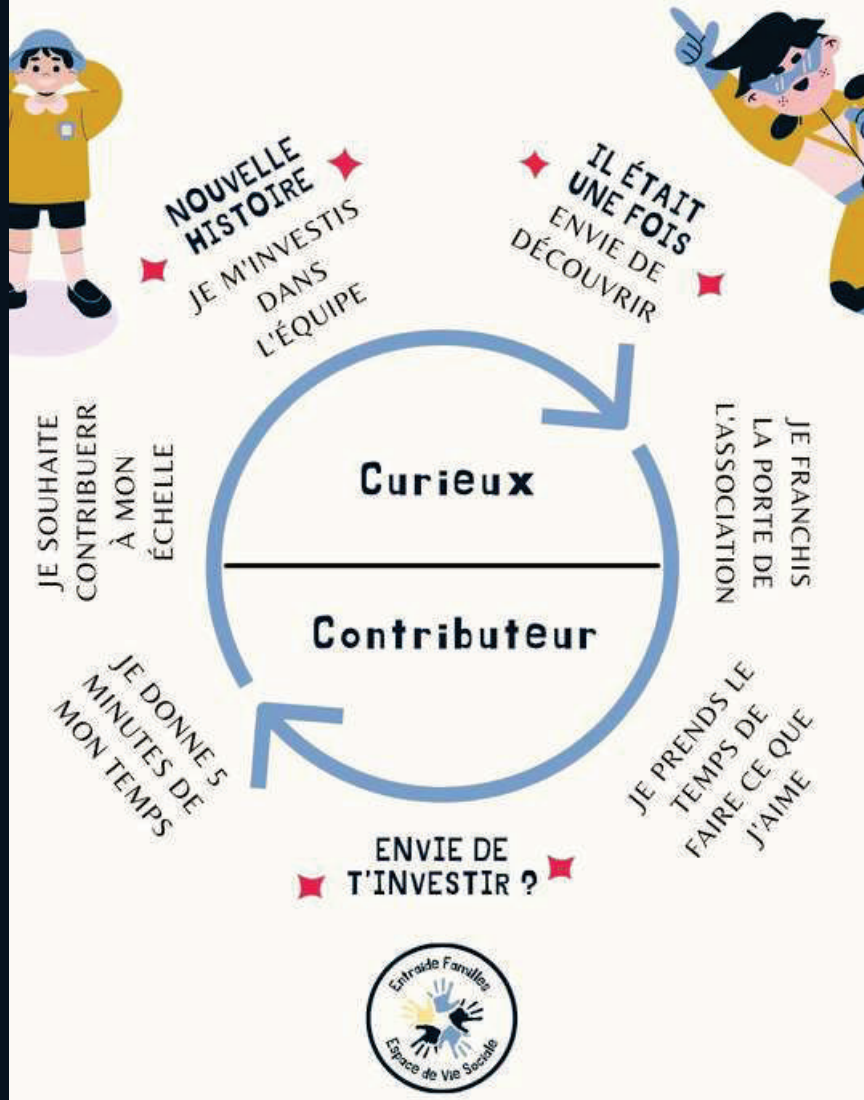 NOUVELLE
HISTOIRE
JE M'INVESTIS
DANS
L'ÉQUIPE
IL ÉTAIT
UNE FOIS
ENVIE DE
DÉCOUVRIR
JE FRANCHIS
LA PORTE DE
L'ASSOCIATION
JE PRENDS LE
TEMPS DE
FAIRE CE QUE
J'AIME
ENVIE DE
T'INVESTIR ?
JE DONNE 5
MINUTES DE
MON TEMPS
JE SOUHAITE
CONTRIBUERR
À MON
ÉCHELLE
Curieux
Contributeur
Entraide Familles
Espace de Vie Sociale